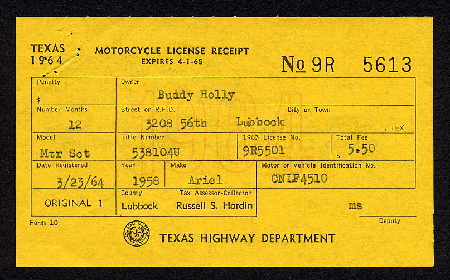 TEXAS MOTORCYCLE LICENSE RECEIPT
1964 EXPIRES 4-1-65 No 9R 5613
Penalty Owner
$ Buddy Holly
Number Months Street or R.F.D. City or Town
12 3208 56th Lubbock , TEX.
Model Title Number License No. Total Fee
Mtr Sct 538104U 9R5501 $ 5.50
Date Registered Year Make Motor or Vehicle Identification No.
3/23/64 1958 Ariel CNIF4510
County Tax Assessor-Collector
ORIGINAL 1 Lubbock Russell S. Hardin ms
Form 10 Deputy
TEXAS HIGHWAY DEPARTMENT